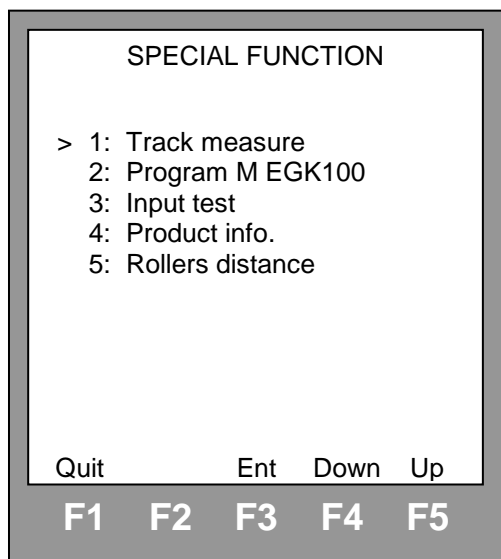 SPECIAL FUNCTION
> 1: Track measure
2: Program M EGK100
3: Input test
4: Product info.
5: Rollers distance
Quit Ent Down Up
F1 F2 F3 F4 F5